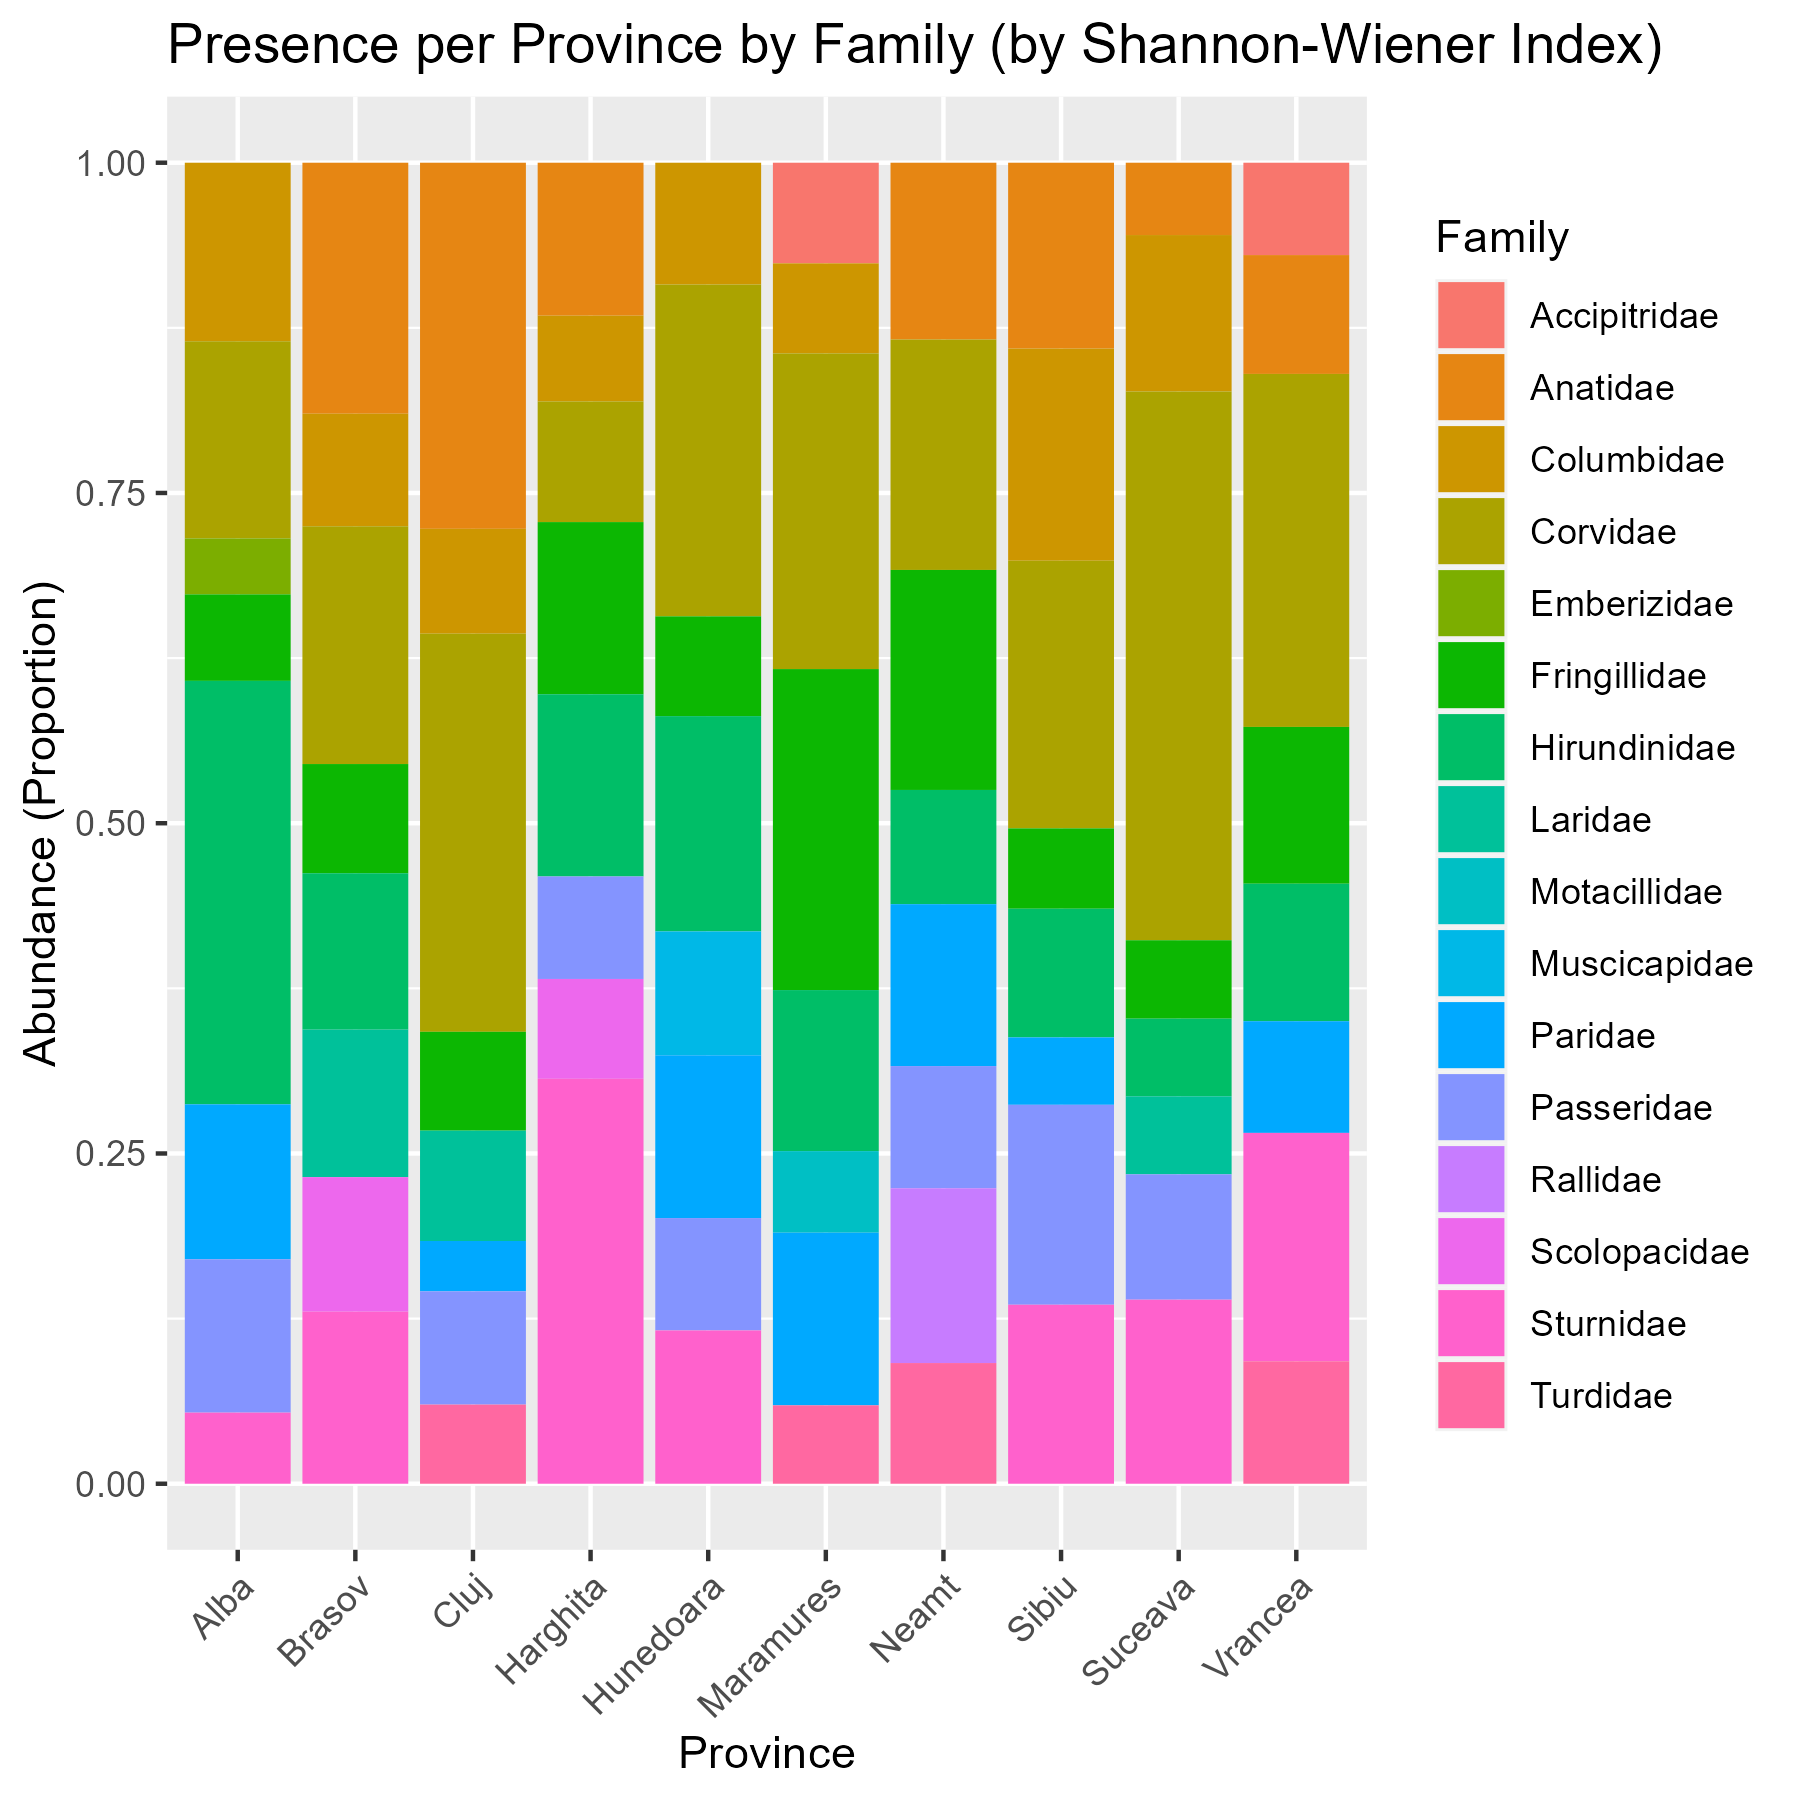 Presence per Province by Family (by Shannon-Wiener Index)
1.00
0.75
0.50
0.25
0.00
Abundance (Proportion)
Alba
Brasov
Cluj
Harghita
Hunedoara
Maramures
Neamt
Sibiu
Suceava
Vrancea
Province
Family
Accipitridae
Anatidae
Columbidae
Corvidae
Emberizidae
Fringillidae
Hirundinidae
Laridae
Motacillidae
Muscicapidae
Paridae
Passeridae
Rallidae
Scolopacidae
Sturnidae
Turdidae